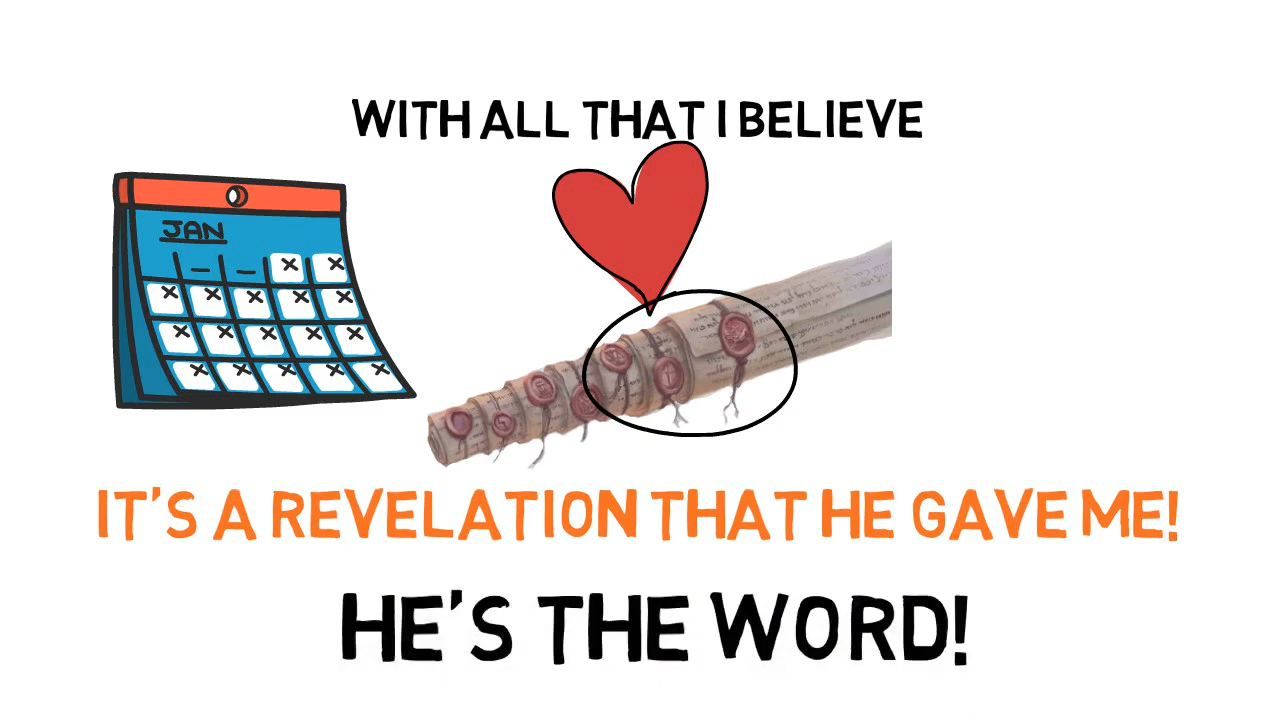 WITH ALL THAT I BELIEVE
JAN
IT'S A REVELATION THAT HE GAVE ME!
HE'S THE WORD!